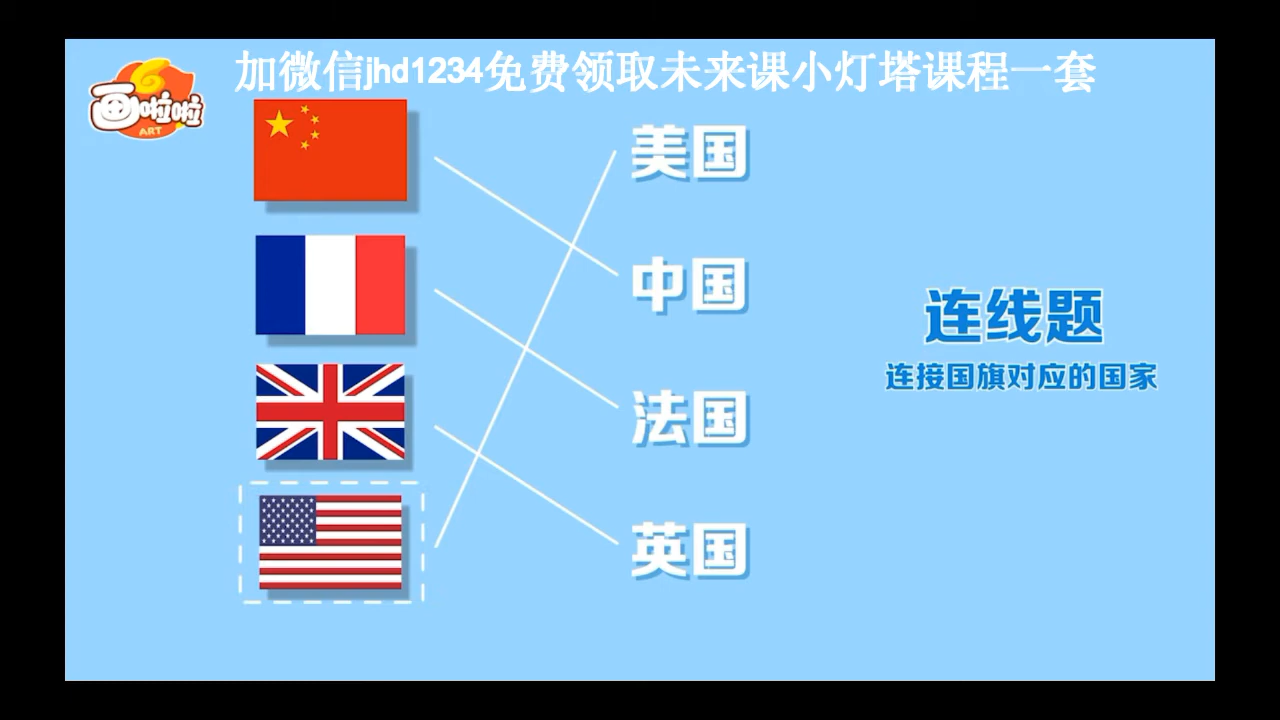 加微信jhd1234免费领取未来课小灯塔课程一套
画啦啦
ART
美国
中国
法国
英国
连线题
连接国旗对应的国家